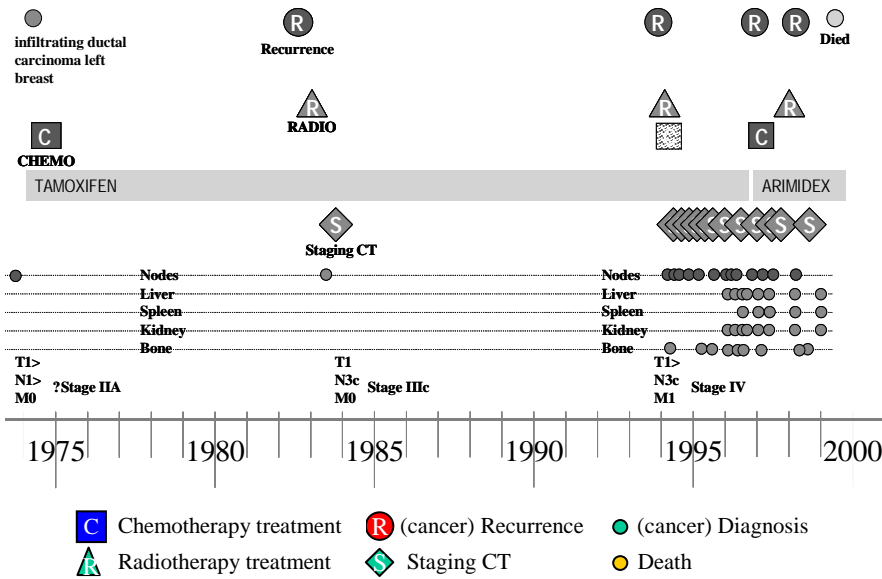 R
R
R
R
infiltrating ductal
carcinoma left
breast
Recurrence
Died
R
R
R
RADIO
C
C
CHEMO
TAMOXIFEN
ARIMIDEX
S
S
S
S
S
S
S
Staging CT
Nodes
Nodes
Liver
Liver
Spleen
Spleen
Kidney
Kidney
Bone
Bone
T1>
N1>
M0
?Stage IIA
T1
N3c
M0
Stage IIIc
T1>
N3c
M1
Stage IV
1975
1980
1985
1990
1995
2000
C Chemotherapy treatment
R (cancer) Recurrence
(cancer) Diagnosis
R Radiotherapy treatment
S Staging CT
Death